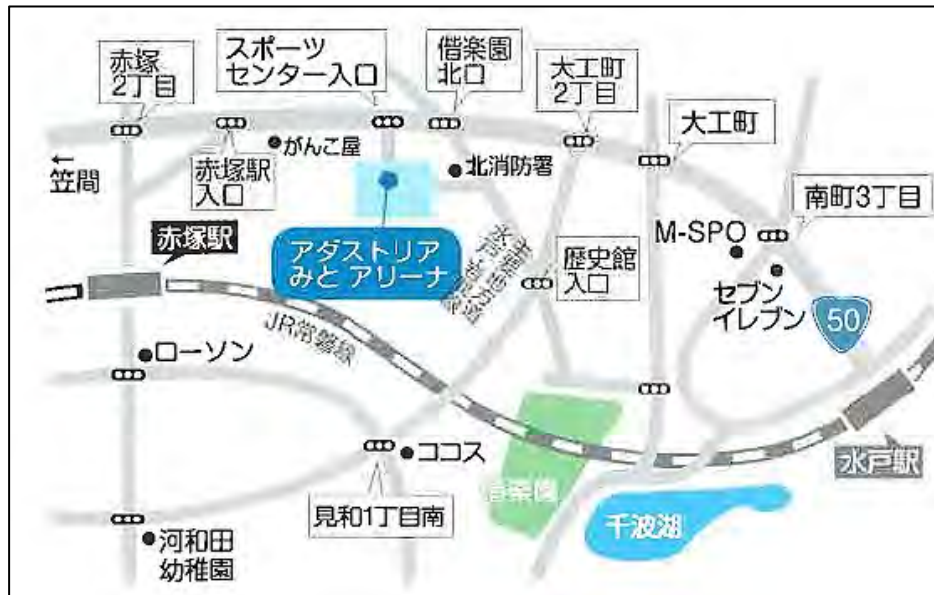 赤塚
2丁目
スポーツ
センター入口
偕楽園
北口
大工町
2丁目
大工町
←
笠間
赤塚駅
入口
がんこ屋
北消防署
南町3丁目
赤塚駅
アダストリア
みと アリーナ
M-SPO
歴史館
入口
セブン
イレブン
50
JR常磐線
ローソン
ココス
偕楽園
水戸駅
見和1丁目南
千波湖
河和田
幼稚園